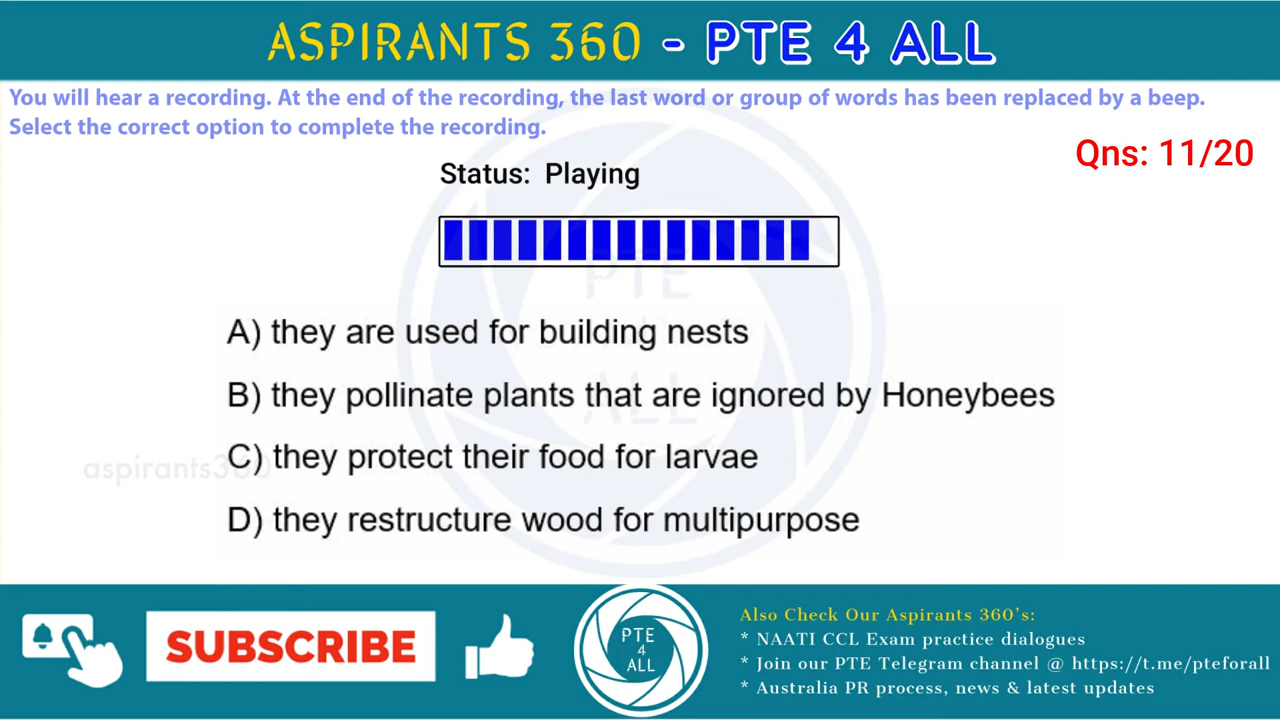 ASPIRANTS 360 - PTE 4 ALL
You will hear a recording. At the end of the recording, the last word or group of words has been replaced by a beep.
Select the correct option to complete the recording.
Qns: 11/20
Status: Playing
A) they are used for building nests
B) they pollinate plants that are ignored by Honeybees
C) they protect their food for larvae
D) they restructure wood for multipurpose
aspirants360
PTE
4
ALL
SUBSCRIBE
PTE
4
ALL
Also Check Our Aspirants 360's:
* NAATI CCL Exam practice dialogues
* Join our PTE Telegram channel @ https://t.me/pteforall
* Australia PR process, news & latest updates